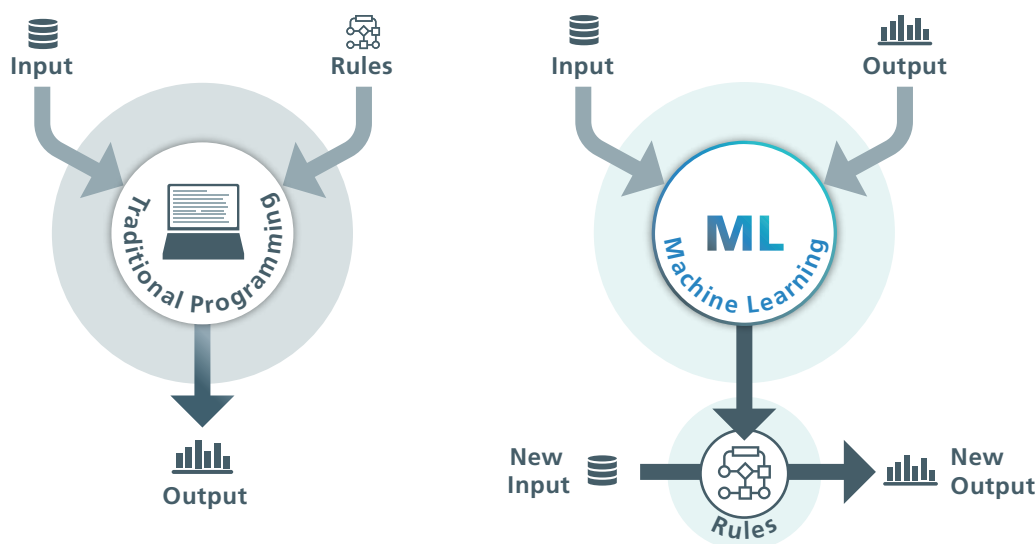 Input
Rules
Traditional Programming
Output
Input
Output
ML
Machine Learning
New
Input
Rules
New
Output